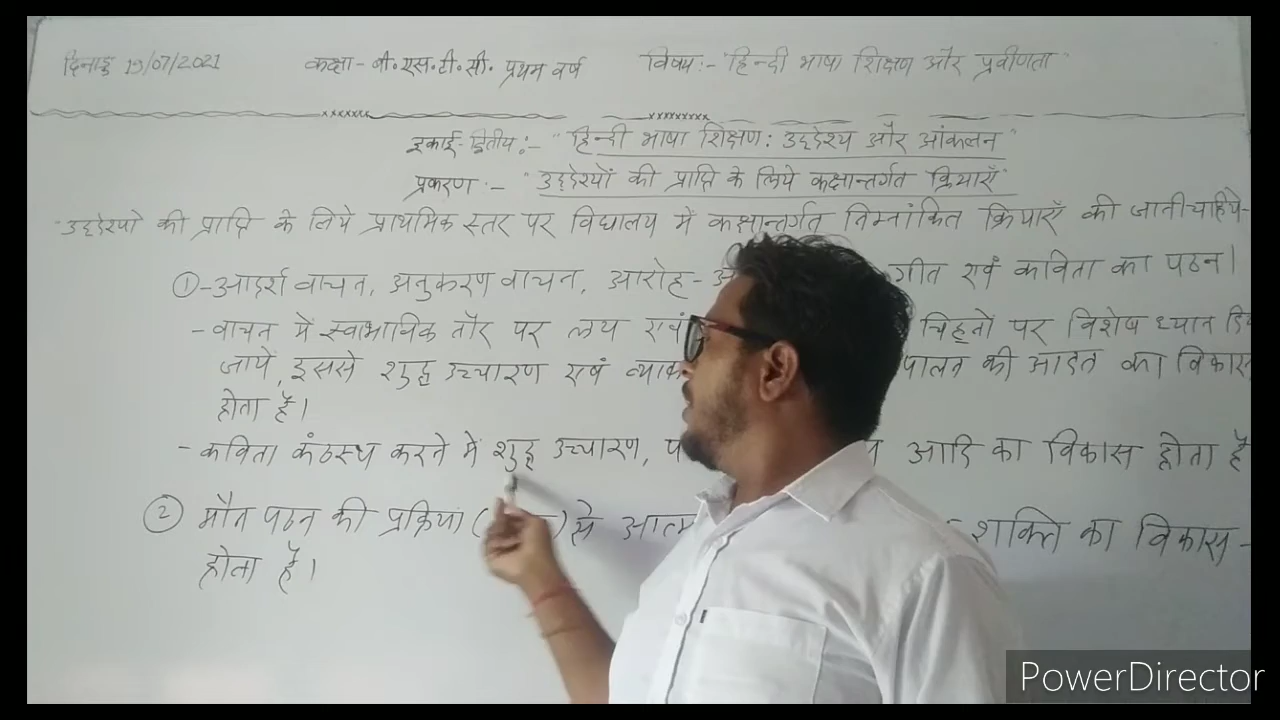 दिनाङ्क 19/07/2021 कक्षा - बी.एस.टी.सी. प्रथम वर्ष विषय:- "हिन्दी भाषा शिक्षण और प्रवीणता"
इकाई-द्वितीय:- "हिन्दी भाषा शिक्षण: उद्देश्य और आंकलन"
प्रकरण:- "उद्देश्यों की प्राप्ति के लिये कक्षान्तर्गत क्रियाएँ"
"उद्देश्यो की प्राप्ति के लिये प्राथमिक स्तर पर विद्यालय में कक्षान्तर्गत निम्नांकित क्रियाएँ की जानी चाहिये-
① -आदर्श वाचन, अनुकरण वाचन, आरोह- गीत एवं कविता का पठन।
- वाचन में स्वाभाविक तौर पर लय एवं चिह्नों पर विशेष ध्यान
जाये, इससे शुद्ध उच्चारण एवं पालन की आदत का विकास
होता है।
- कविता कंठस्थ करने में शुद्ध उच्चारण, आदि का विकास होता है
② मौन पठन की प्रक्रिया ( ) से शक्ति का विकास -
होता है।
PowerDirector